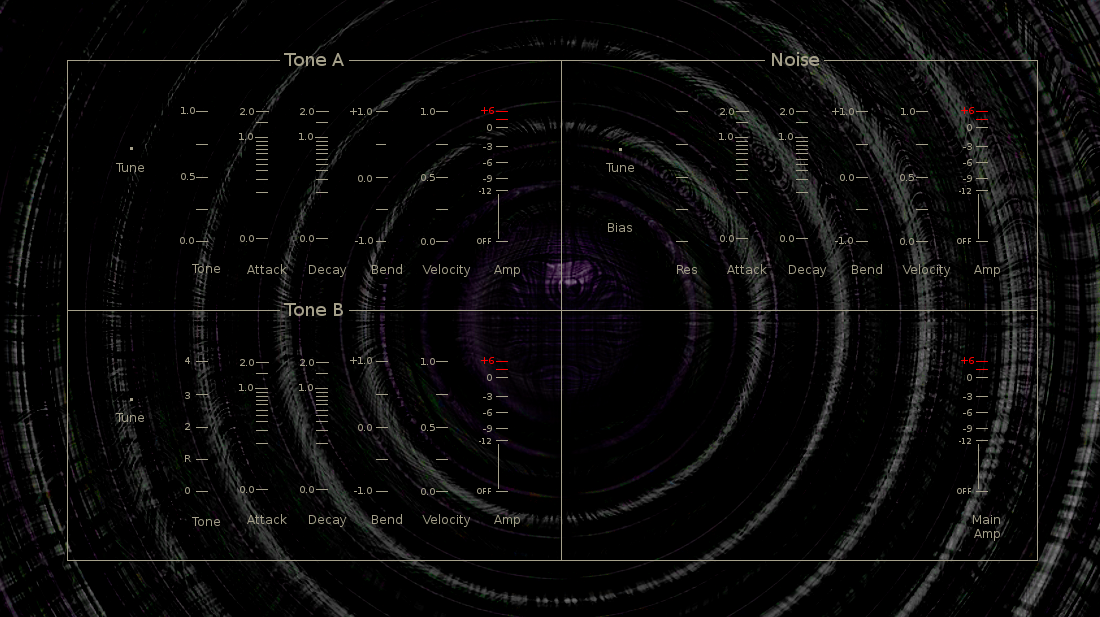 Tone A
Noise
1.0
0.5
0.0
2.0
1.0
0.0
2.0
1.0
0.0
+1.0
0.0
-1.0
1.0
0.5
0.0
+6
0
-3
-6
-9
-12
OFF
Tune
Tone
Attack
Decay
Bend
Velocity
Amp
Tune
Bias
2.0
1.0
0.0
2.0
1.0
0.0
+1.0
0.0
-1.0
1.0
0.5
0.0
+6
0
-3
-6
-9
-12
OFF
Res
Attack
Decay
Bend
Velocity
Amp
Tone B
4
3
2
R
0
2.0
1.0
0.0
2.0
1.0
0.0
+1.0
0.0
-1.0
1.0
0.5
0.0
+6
0
-3
-6
-9
-12
OFF
Tune
Tone
Attack
Decay
Bend
Velocity
Amp
+6
0
-3
-6
-9
-12
OFF
Main
Amp